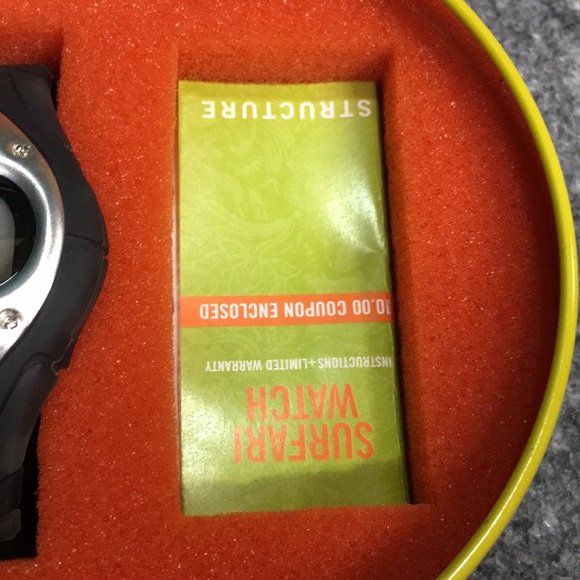 SURFARI
WATCH
INSTRUCTIONS+LIMITED WARRANTY
10.00 COUPON ENCLOSED
STRUCTURE